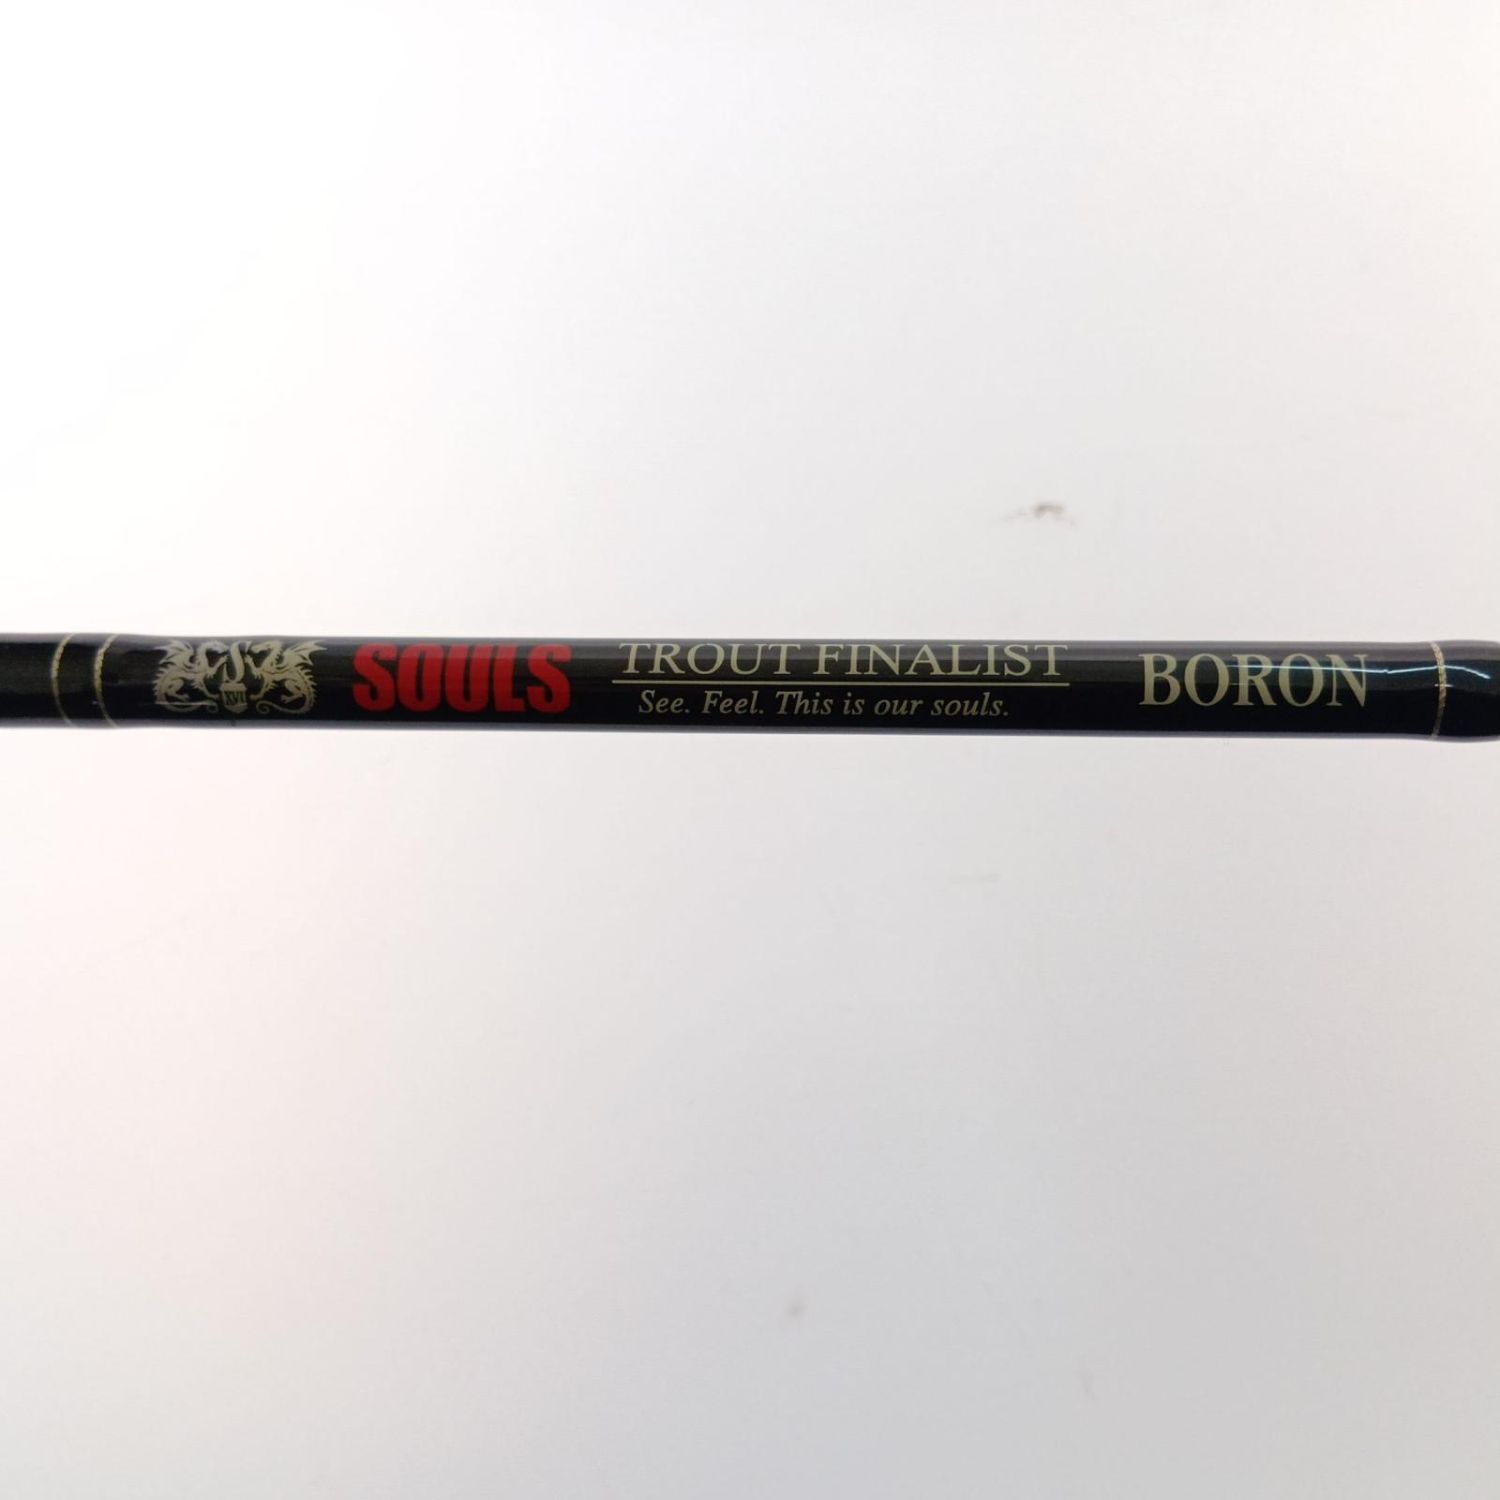 SOULS
TROUT FINALIST
See. Feel. This is our souls.
BORON